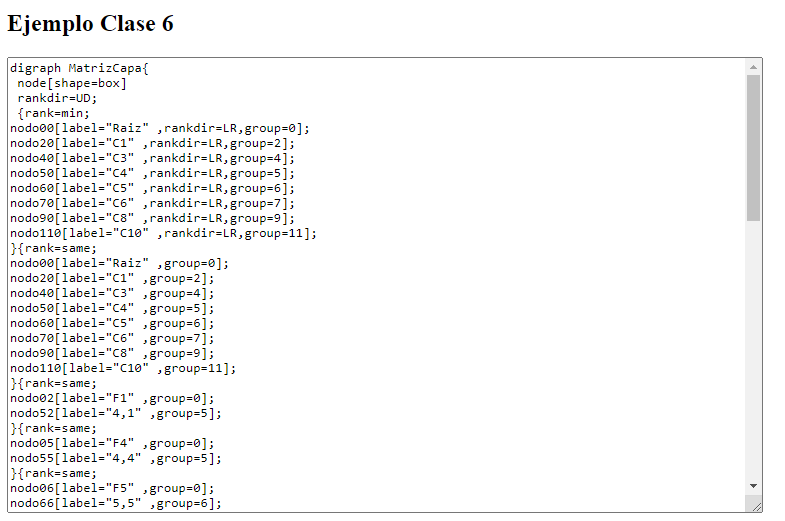 Ejemplo Clase 6
digraph MatrizCapa{
node[shape=box]
rankdir=UD;
{rank=min;
nodo00[label="Raiz" ,rankdir=LR,group=0];
nodo20[label="C1" ,rankdir=LR,group=2];
nodo40[label="C3" ,rankdir=LR,group=4];
nodo50[label="C4" ,rankdir=LR,group=5];
nodo60[label="C5" ,rankdir=LR,group=6];
nodo70[label="C6" ,rankdir=LR,group=7];
nodo90[label="C8" ,rankdir=LR,group=9];
nodo110[label="C10" ,rankdir=LR,group=11];
}{rank=same;
nodo00[label="Raiz" ,group=0];
nodo20[label="C1" ,group=2];
nodo40[label="C3" ,group=4];
nodo50[label="C4" ,group=5];
nodo60[label="C5" ,group=6];
nodo70[label="C6" ,group=7];
nodo90[label="C8" ,group=9];
nodo110[label="C10" ,group=11];
}{rank=same;
nodo02[label="F1" ,group=0];
nodo52[label="4,1" ,group=5];
}{rank=same;
nodo05[label="F4" ,group=0];
nodo55[label="4,4" ,group=5];
}{rank=same;
nodo06[label="F5" ,group=0];
nodo66[label="5,5" ,group=6];